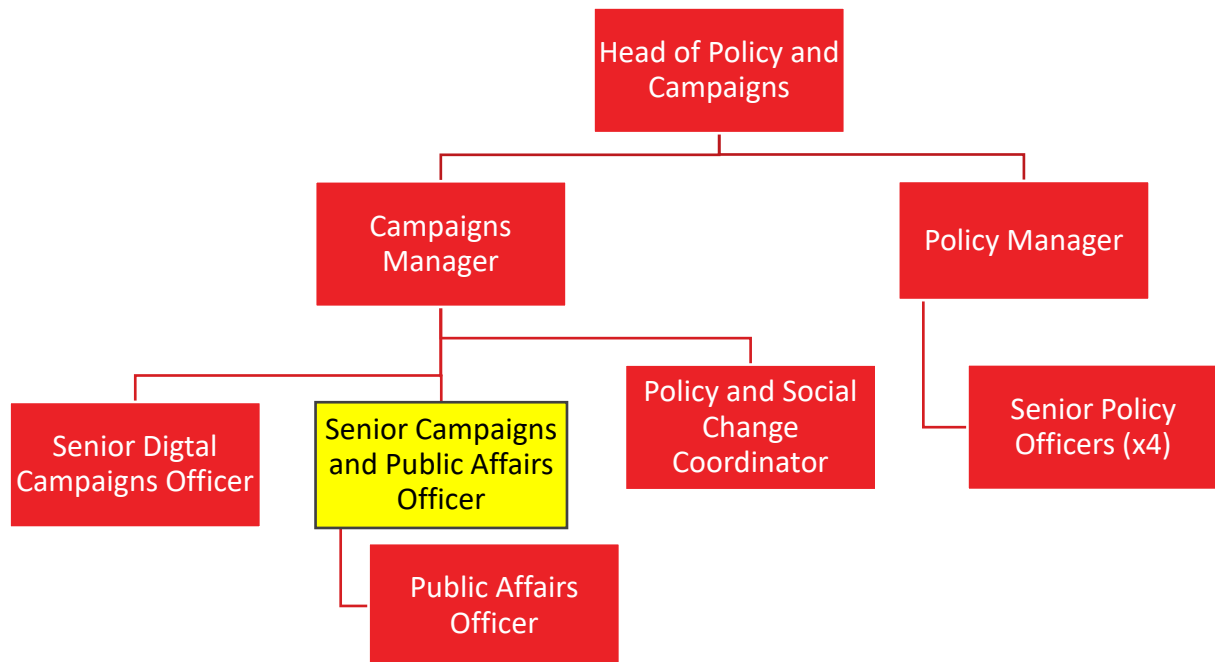 Head of Policy and
Campaigns
Campaigns
Manager
Policy Manager
Senior Digtal
Campaigns Officer
Senior Campaigns
and Public Affairs
Officer
Policy and Social
Change
Coordinator
Senior Policy
Officers (x4)
Public Affairs
Officer